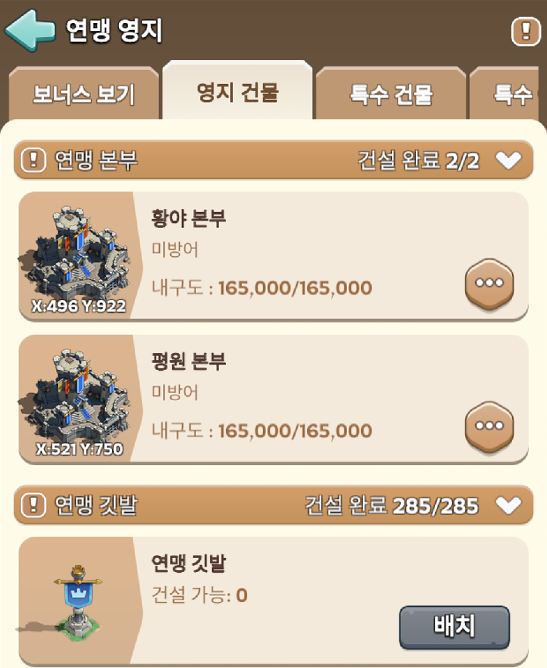 연맹 영지
보너스 보기
영지 건물
특수 건물
특수
연맹 본부 건설 완료 2/2
황야 본부
미방어
내구도 : 165,000/165,000
X:496 Y:922
평원 본부
미방어
내구도 : 165,000/165,000
X:521 Y:750
연맹 깃발 건설 완료 285/285
연맹 깃발
건설 가능: 0
배치